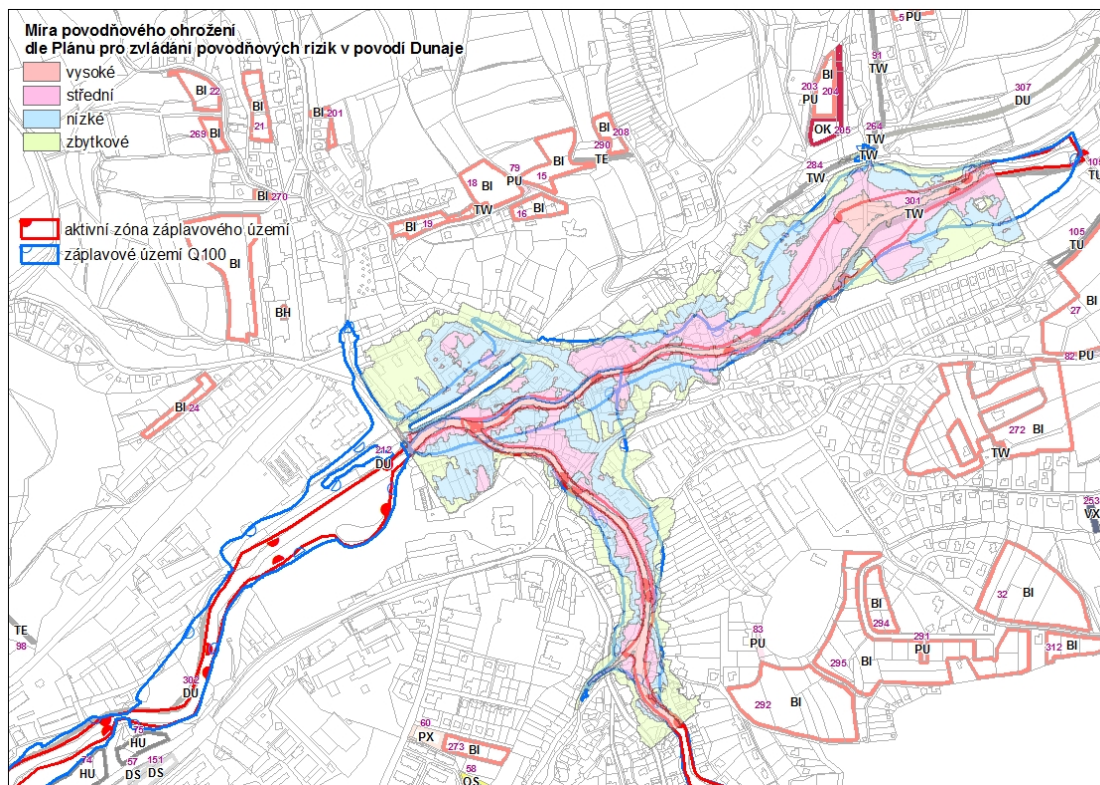 Míra povodňového ohrožení
dle Plánu pro zvládání povodňových rizik v povodí Dunaje
vysoké
střední
nízké
zbytkové
aktivní zóna záplavového území
záplavové území Q100
5 PU
91
TW
BI
22
BI
21
269
BI
BI 201
BI 270
BI
BH
BI 24
BI
208
290
TE
BI
79
PU
15
18
BI
TW
16
BI
BI
19
203
PU
BI
204
OK
205
264
TW
TW
284
TW
307
DU
301
TW
105
TU
BI
27
82 PU
272
BI
TW
253
VX
212
DU
TE
98
302
DU
75
HU
74
HU
57
DS
151
DS
60
PX
273
BI
58
OS
83
PU
292
BI
295
BI
BI
294
291
PU
32
BI
312
BI